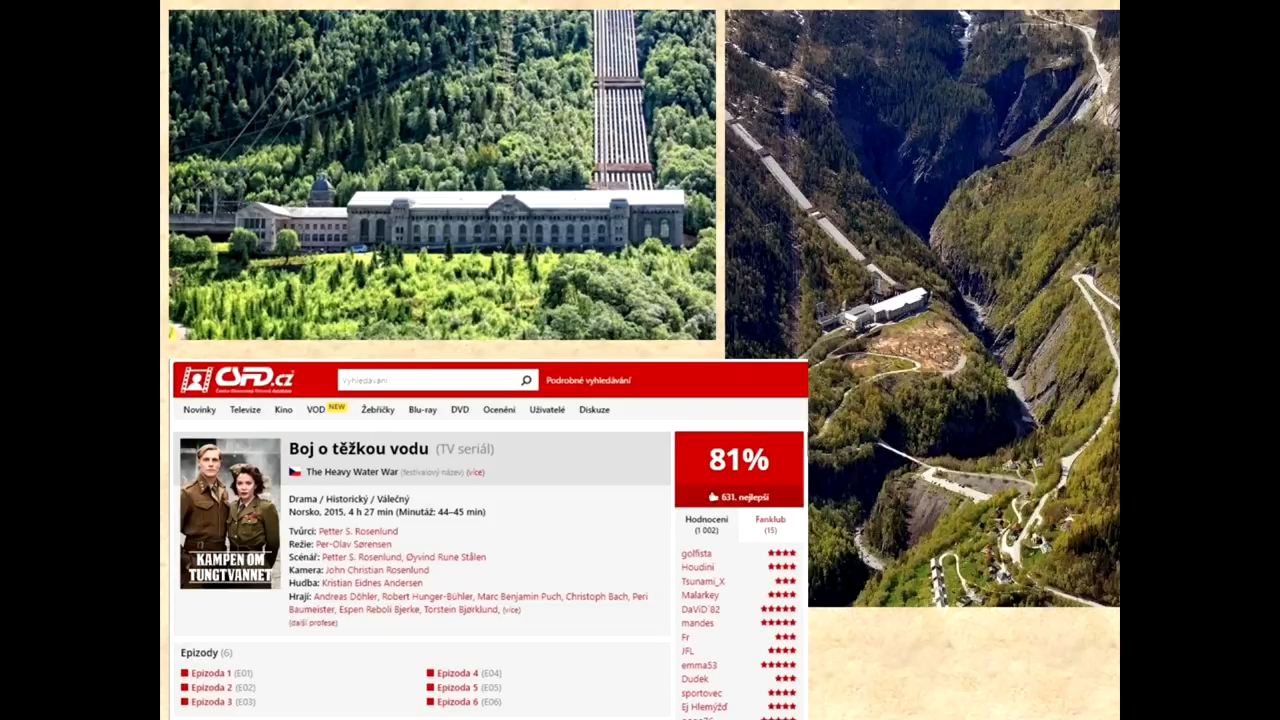 ČSFD.cz
Česko-Slovenská filmová databáze
Vyhledávání
Podrobné vyhledávání
Novinky Televize Kino VOD NEW Žebříčky Blu-ray DVD Ocenění Uživatelé Diskuze
Boj o těžkou vodu (TV seriál)
The Heavy Water War (festivalový název) (více)
KAMPEN OM
TUNGTVANNET
Drama / Historický / Válečný
Norsko, 2015, 4 h 27 min (Minutáž: 44–45 min)
Tvůrci: Petter S. Rosenlund
Režie: Per-Olav Sørensen
Scénář: Petter S. Rosenlund, Øyvind Rune Stålen
Kamera: John Christian Rosenlund
Hudba: Kristian Eidnes Andersen
Hrají: Andreas Döhler, Robert Hunger-Bühler, Marc Benjamin Puch, Christoph Bach, Peri
Baumeister, Espen Reboli Bjerke, Torstein Bjørklund, (více)
(další profese)
Epizody (6)
Epizoda 1 (E01)
Epizoda 2 (E02)
Epizoda 3 (E03)
Epizoda 4 (E04)
Epizoda 5 (E05)
Epizoda 6 (E06)
81%
631. nejlepší
Hodnocení
(1 002)
Fanklub
(15)
golfista
Houdini
Tsunami_X
Malarkey
DaViD´82
mandes
Fr
JFL
emma53
Dudek
sportovec
Ej Hlemýžď